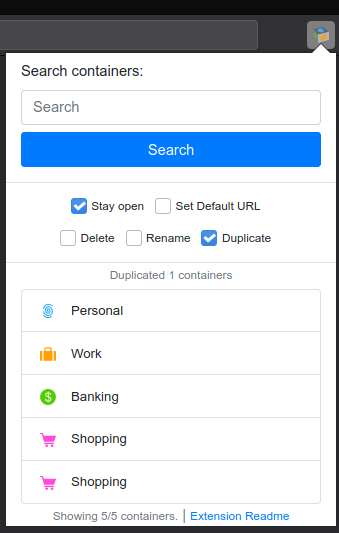 Search containers:
Search
Search
Stay open Set Default URL
Delete Rename Duplicate
Duplicated 1 containers
Personal
Work
$ Banking
Shopping
Shopping
Showing 5/5 containers. | Extension Readme